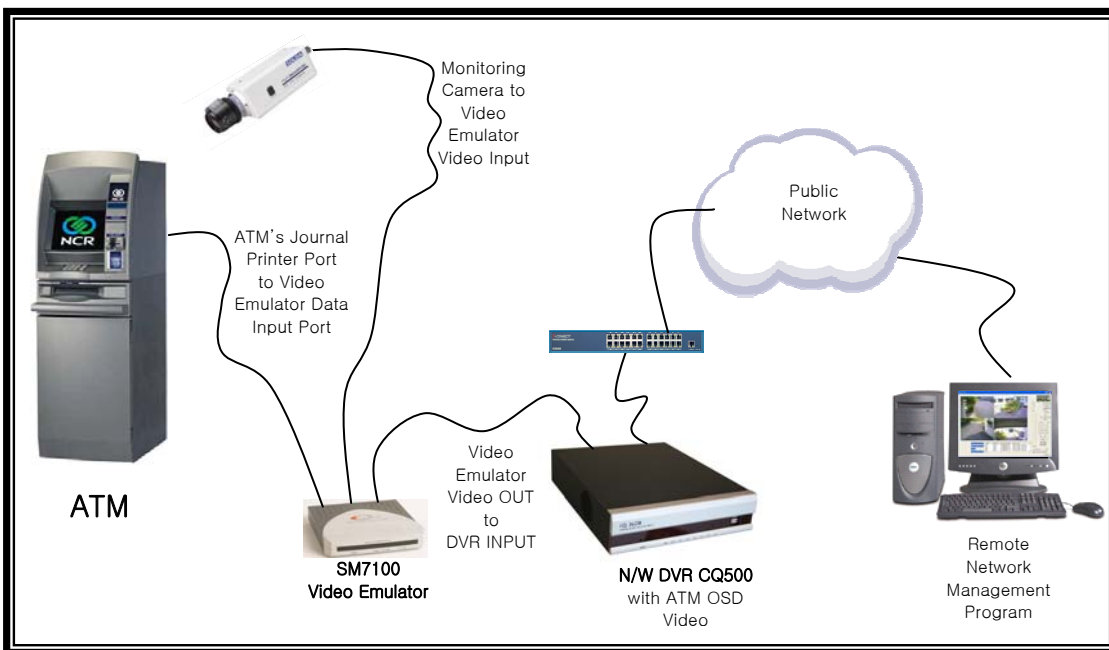 Monitoring
Camera to
Video
Emulator
Video Input
Public
Network
NCR
NCR
ATM's Journal
Printer Port
to Video
Emulator Data
Input Port
ATM
Video
Emulator
Video OUT
to
DVR INPUT
SM7100
Video Emulator
N/W DVR CQ500
with ATM OSD
Video
Remote
Network
Management
Program